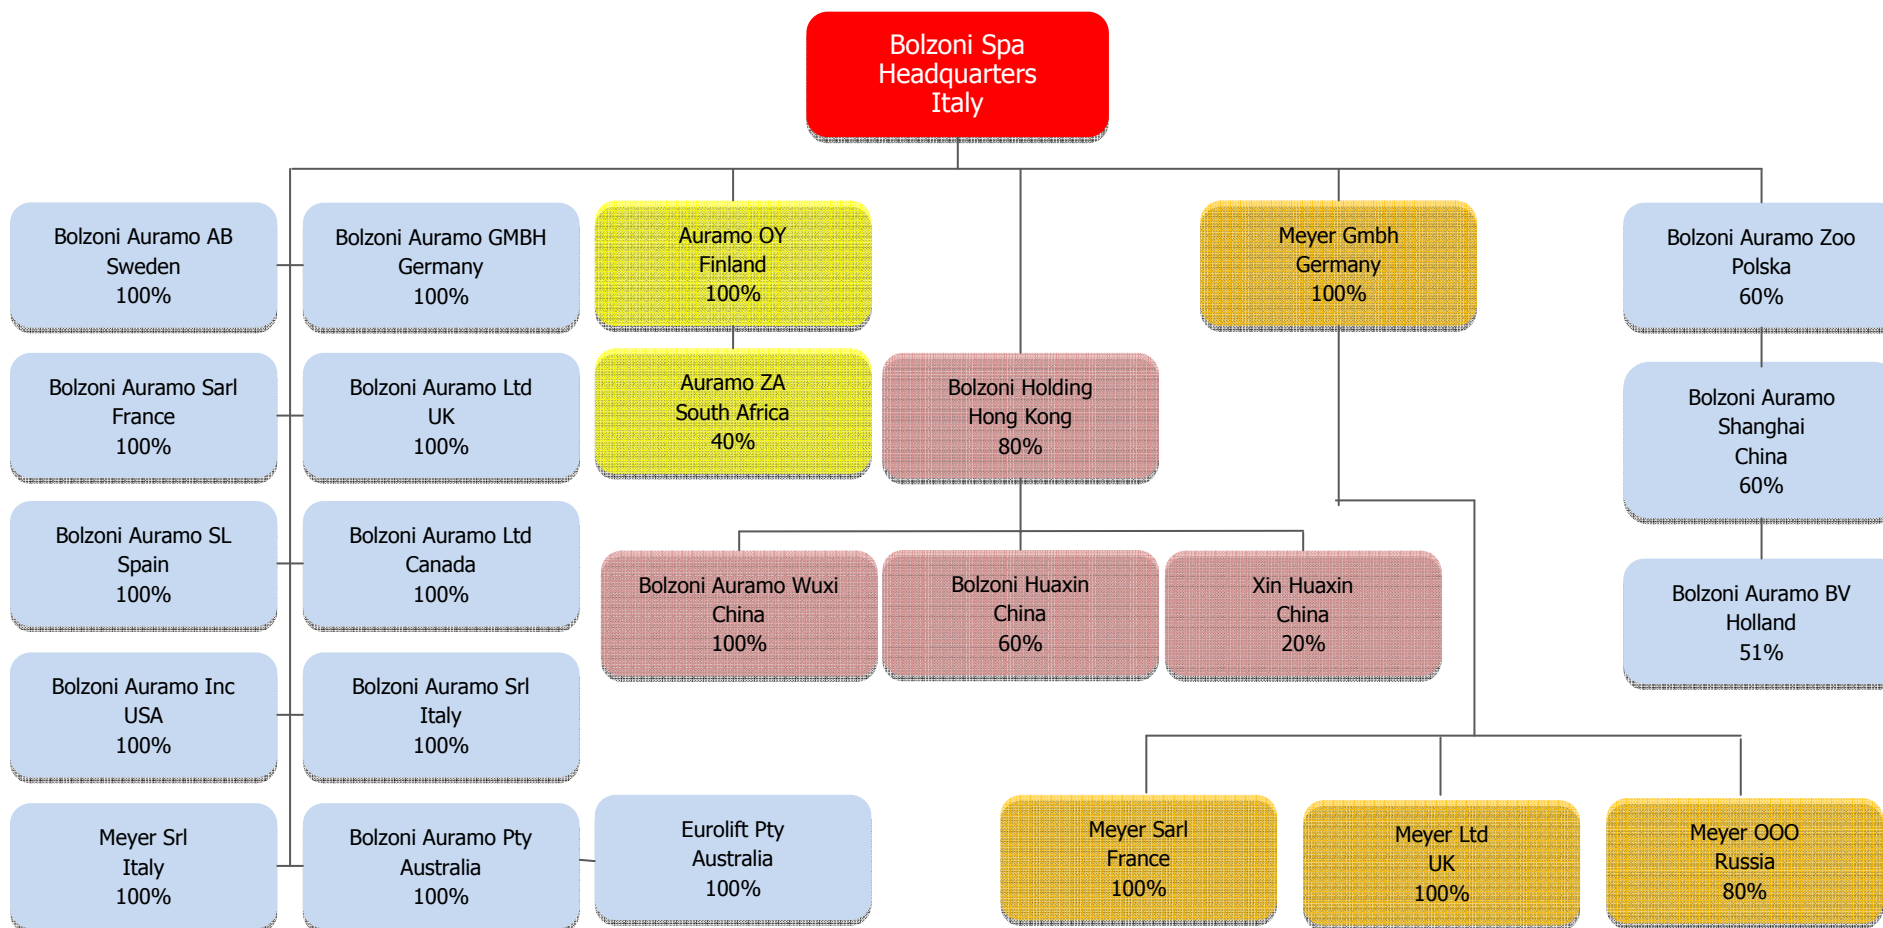 Bolzoni Spa
Headquarters
Italy
Bolzoni Auramo AB
Sweden
100%
Bolzoni Auramo GMBH
Germany
100%
Auramo OY
Finland
100%
Meyer Gmbh
Germany
100%
Bolzoni Auramo Zoo
Polska
60%
Bolzoni Auramo Sarl
France
100%
Bolzoni Auramo Ltd
UK
100%
Auramo ZA
South Africa
40%
Bolzoni Holding
Hong Kong
80%
Bolzoni Auramo
Shanghai
China
60%
Bolzoni Auramo SL
Spain
100%
Bolzoni Auramo Ltd
Canada
100%
Bolzoni Auramo Wuxi
China
100%
Bolzoni Huaxin
China
60%
Xin Huaxin
China
20%
Bolzoni Auramo BV
Holland
51%
Bolzoni Auramo Inc
USA
100%
Bolzoni Auramo Srl
Italy
100%
Meyer Srl
Italy
100%
Bolzoni Auramo Pty
Australia
100%
Eurolift Pty
Australia
100%
Meyer Sarl
France
100%
Meyer Ltd
UK
100%
Meyer OOO
Russia
80%